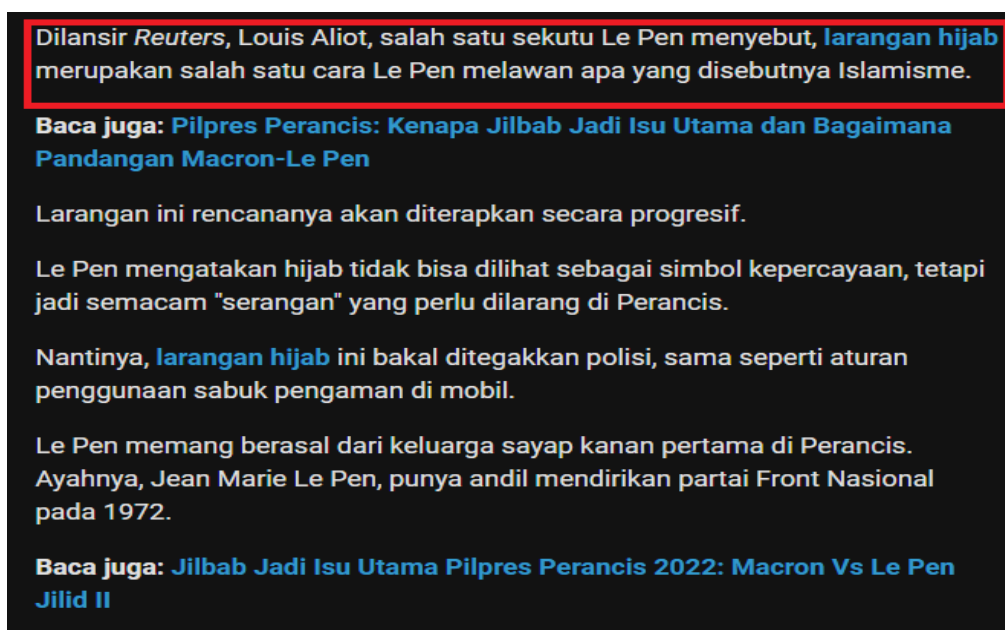 Dilansir Reuters, Louis Aliot, salah satu sekutu Le Pen menyebut, larangan hijab
merupakan salah satu cara Le Pen melawan apa yang disebutnya Islamisme.
Baca juga: Pilpres Perancis: Kenapa Jilbab Jadi Isu Utama dan Bagaimana
Pandangan Macron-Le Pen
Larangan ini rencananya akan diterapkan secara progresif.
Le Pen mengatakan hijab tidak bisa dilihat sebagai simbol kepercayaan, tetapi
jadi semacam "serangan" yang perlu dilarang di Perancis.
Nantinya, larangan hijab ini bakal ditegakkan polisi, sama seperti aturan
penggunaan sabuk pengaman di mobil.
Le Pen memang berasal dari keluarga sayap kanan pertama di Perancis.
Ayahnya, Jean Marie Le Pen, punya andil mendirikan partai Front Nasional
pada 1972.
Baca juga: Jilbab Jadi Isu Utama Pilpres Perancis 2022: Macron Vs Le Pen
Jilid II